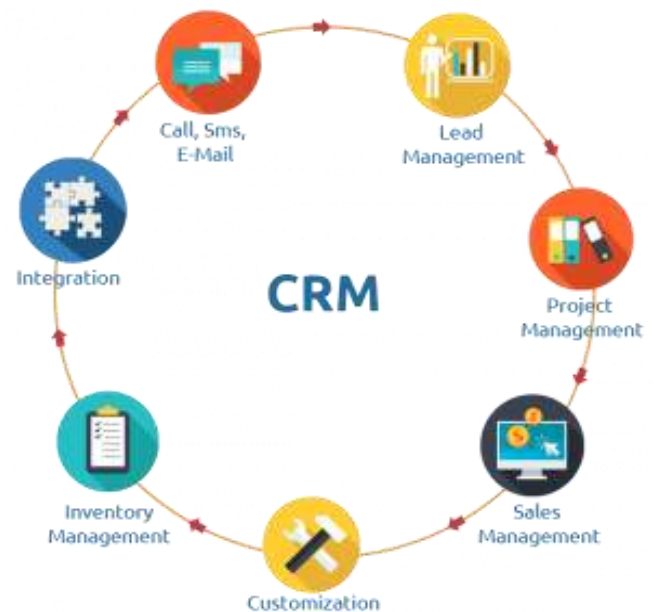 Call, Sms,
E-Mail
Lead
Management
Project
Management
Sales
Management
Customization
Inventory
Management
Integration
CRM